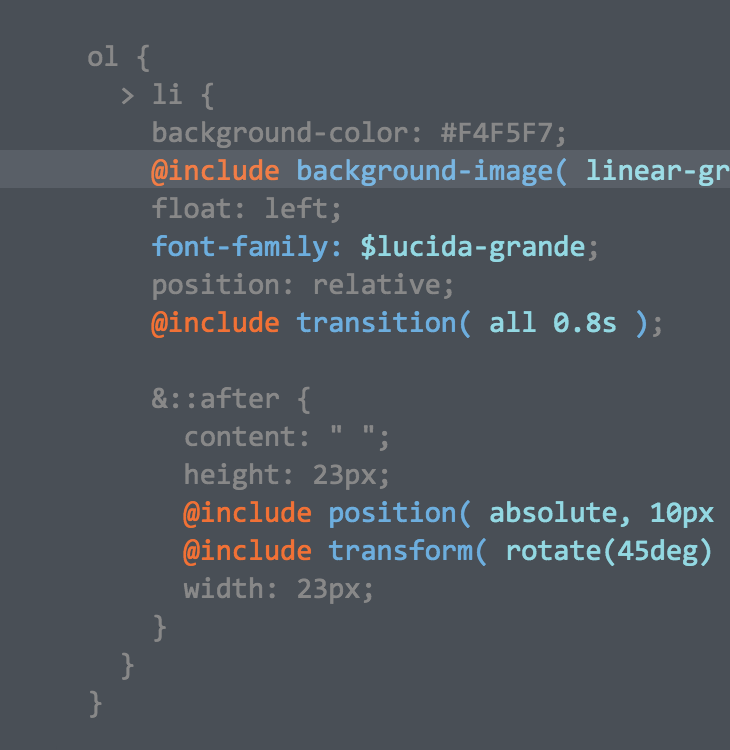 ol {
> li {
background-color: #F4F5F7;
@include background-image( linear-gr
float: left;
font-family: $lucida-grande;
position: relative;
@include transition( all 0.8s );
&::after {
content: " ";
height: 23px;
@include position( absolute, 10px
@include transform( rotate(45deg)
width: 23px;
}
}
}